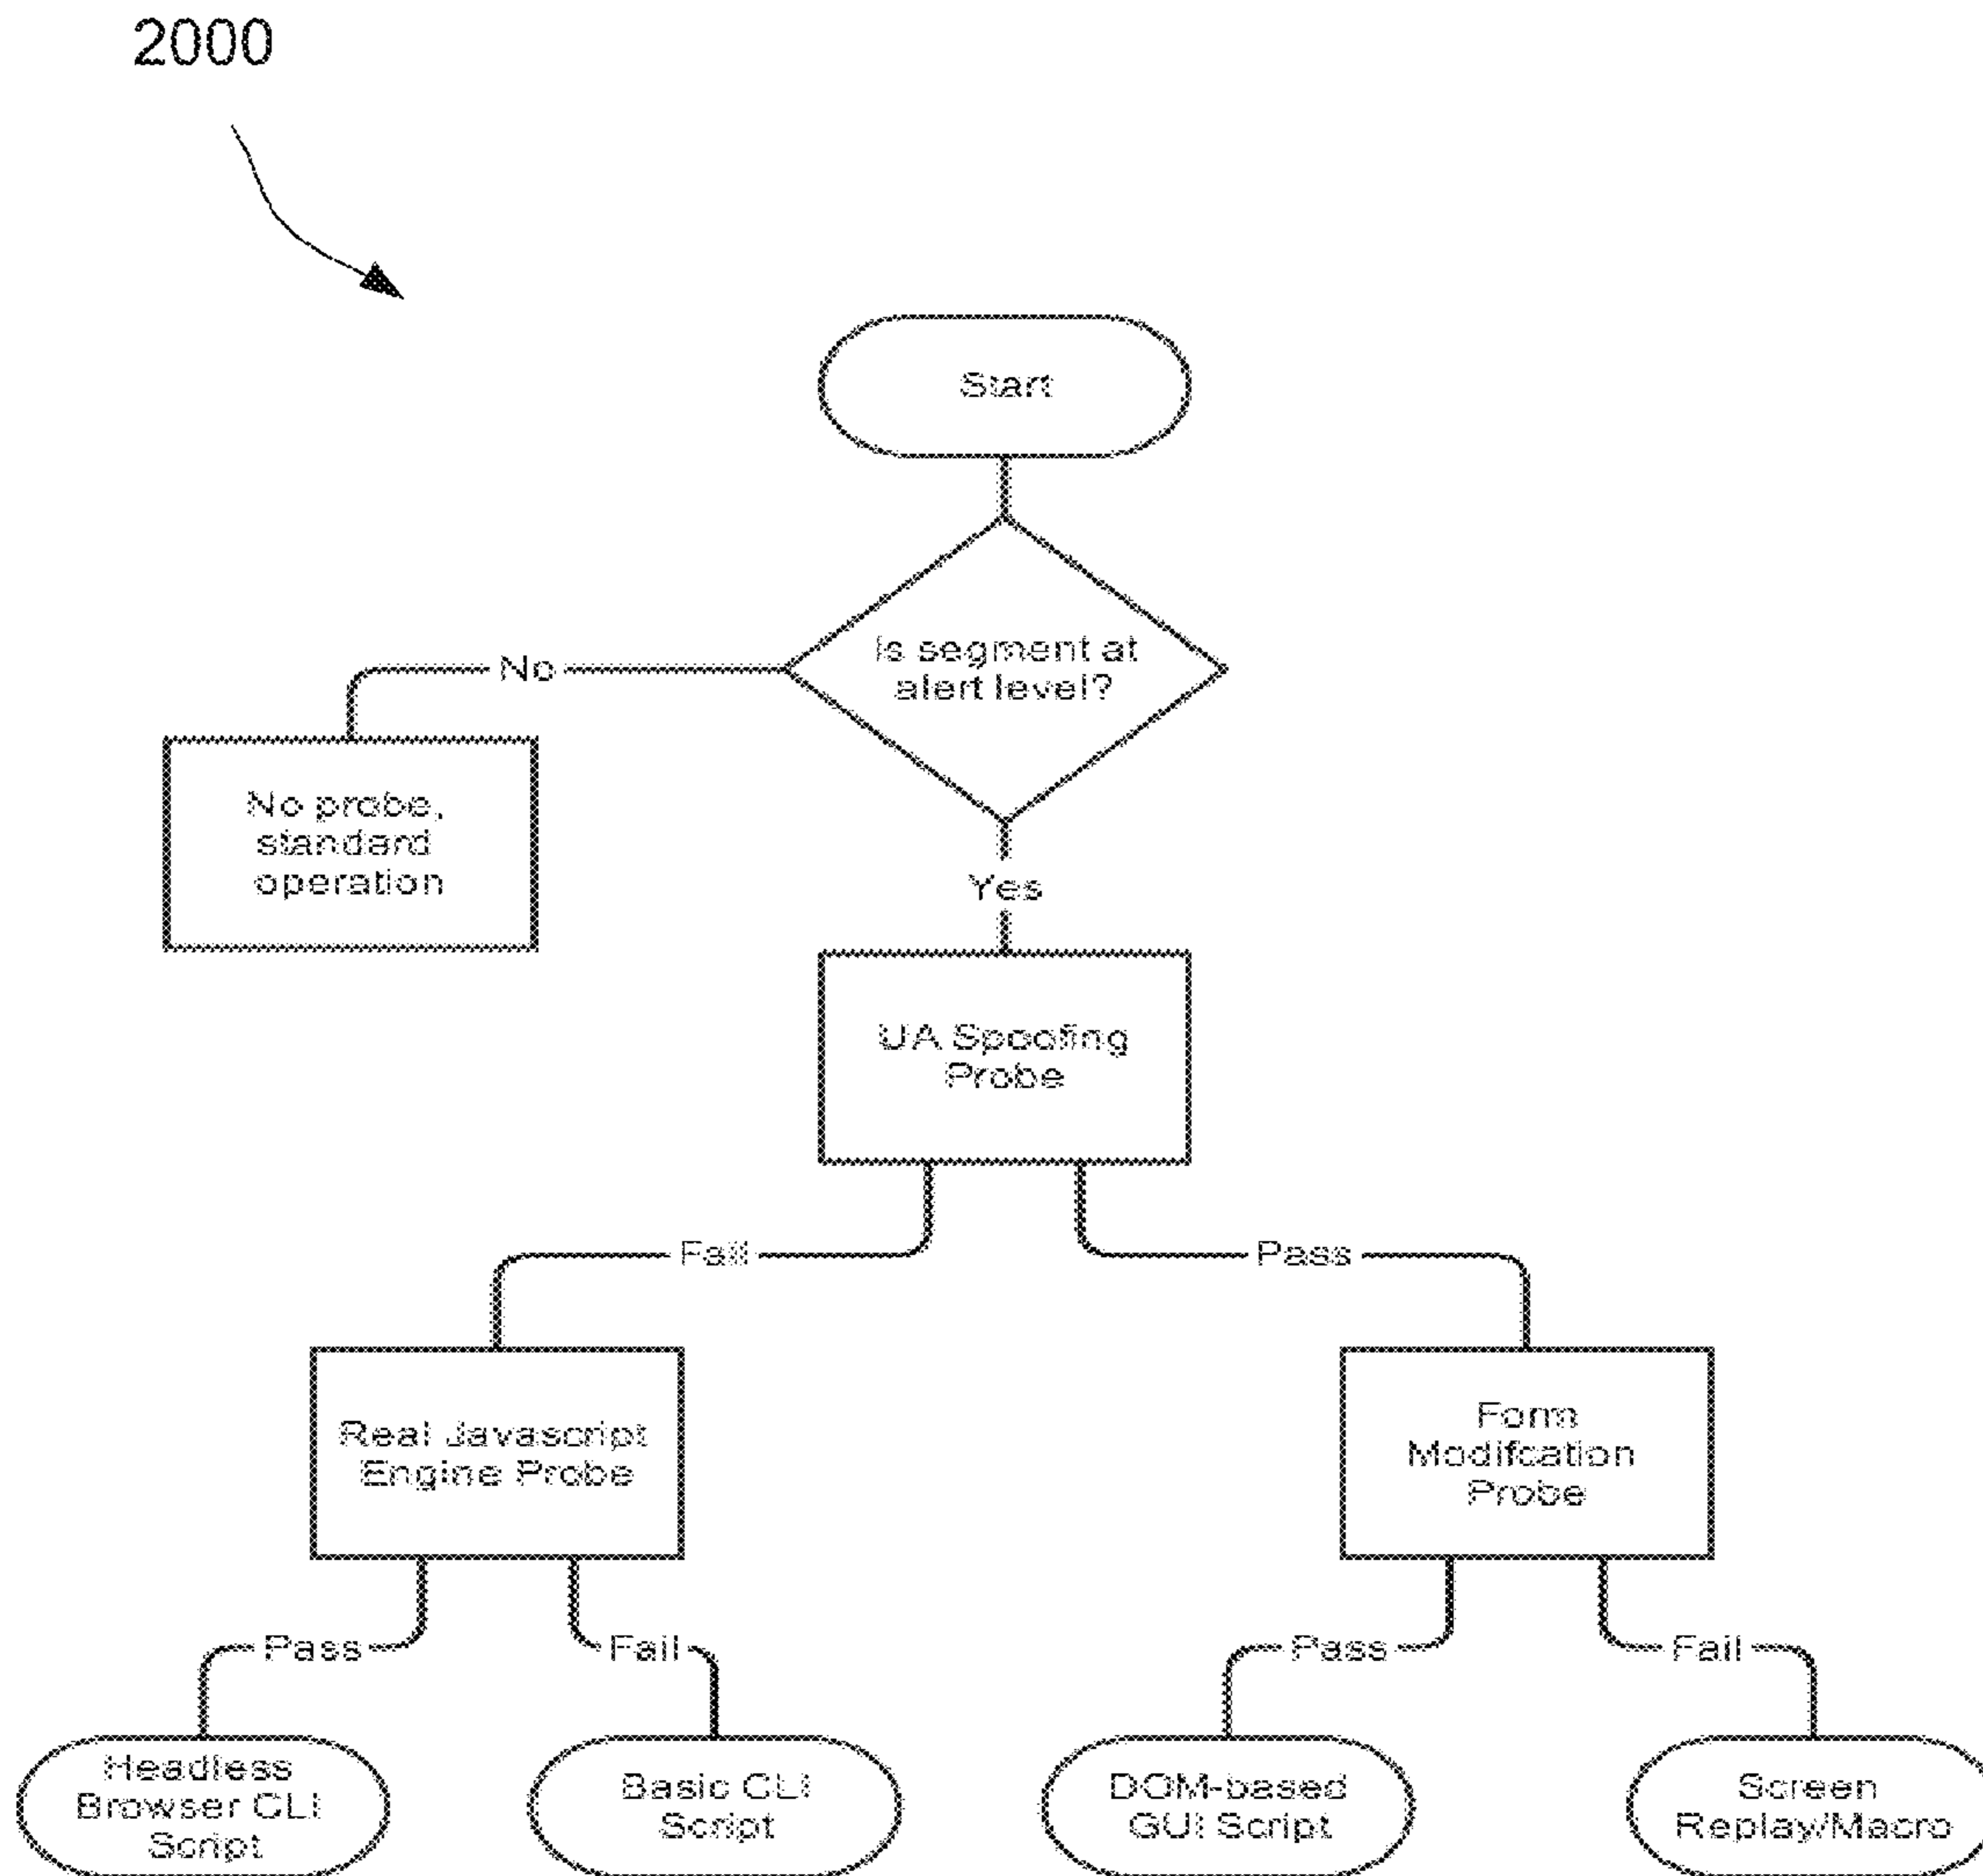 2000
Start
Is segment at
alert level?
No
No probe,
standard
operation
Yes
UA Spoofing
Probe
Fail
Pass
Real Javascript
Engine Probe
Form
Modifcation
Probe
Pass
Fail
Pass
Fail
Headless
Browser CLI
Script
Basic CLI
Script
DOM-based
GUI Script
Screen
Replay/Macro